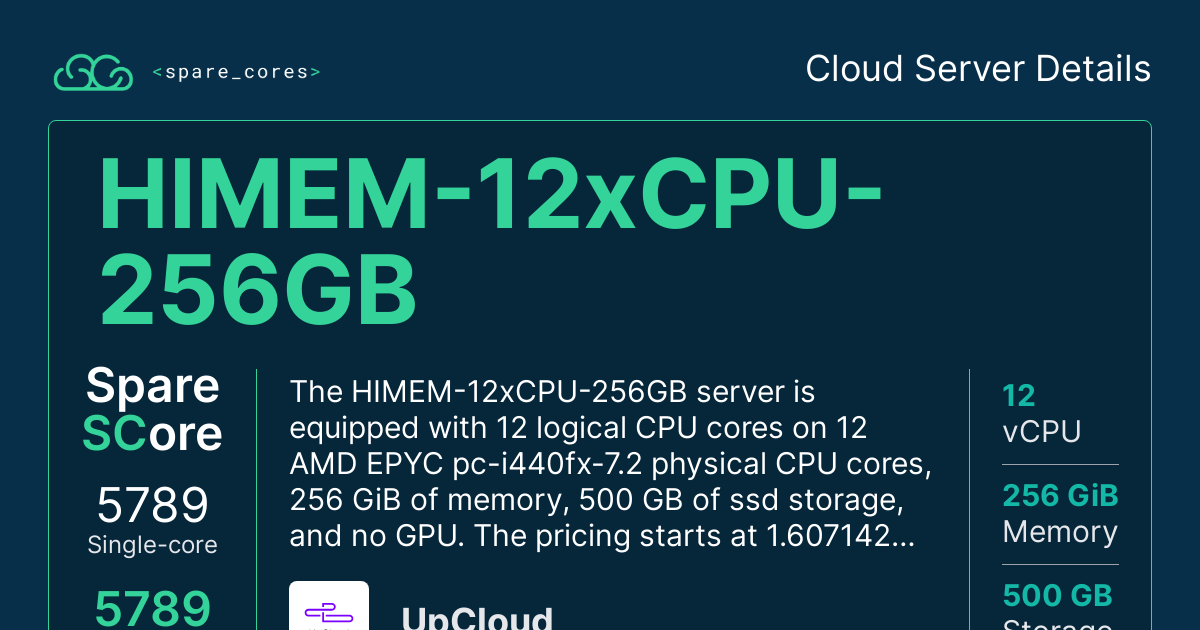 <spare_cores>
Cloud Server Details
HIMEM-12xCPU-
256GB
Spare
SCore
5789
Single-core
5789
The HIMEM-12xCPU-256GB server is
equipped with 12 logical CPU cores on 12
AMD EPYC pc-i440fx-7.2 physical CPU cores,
256 GiB of memory, 500 GB of ssd storage,
and no GPU. The pricing starts at 1.607142...
UpCloud
12
vCPU
256 GiB
Memory
500 GB
Storage